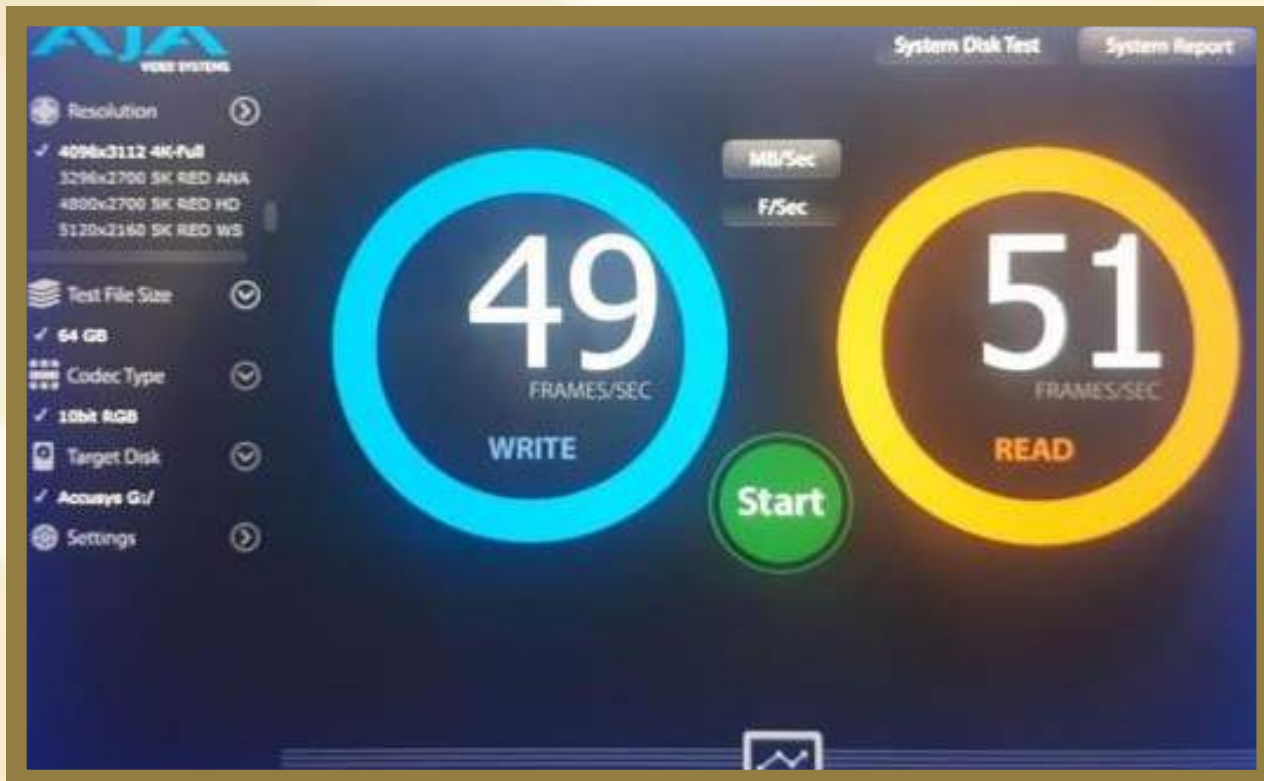 AJA
VIDEO SYSTEMS
System Disk Test
System Report
Resolution
4096x3112 4K-Full
3296x2700 5K RED ANA
4800x2700 5K RED HD
5120x2160 5K RED WS
Test File Size
64 GB
Codec Type
10bit RGB
Target Disk
Accusys G:/
Settings
MB/Sec
F/Sec
49
FRAMES/SEC
WRITE
Start
51
FRAMES/SEC
READ